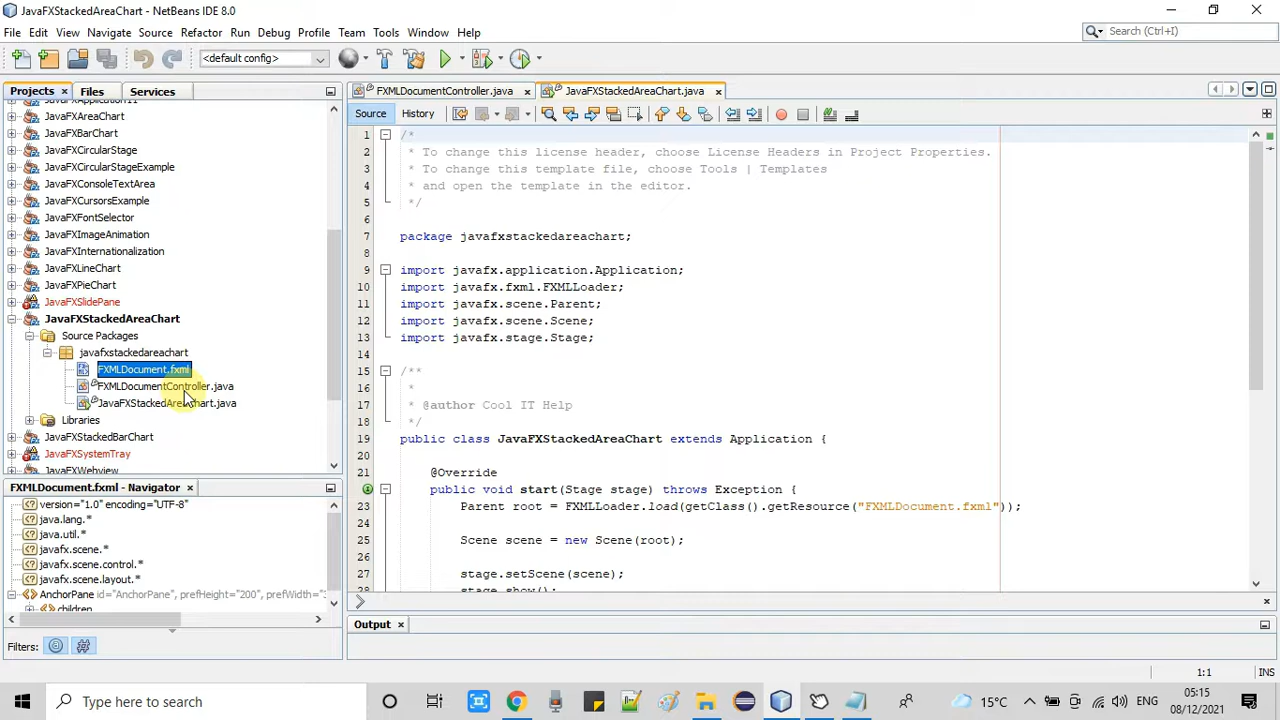 JavaFXStackedAreaChart - NetBeans IDE 8.0
File Edit View Navigate Source Refactor Run Debug Profile Team Tools Window Help
Search (Ctrl+I)
<default config>
Projects Files Services
JavaFXApplication11
JavaFXAreaChart
JavaFXBarChart
JavaFXCircularStage
JavaFXCircularStageExample
JavaFXConsoleTextArea
JavaFXCursorsExample
JavaFXFontSelector
JavaFXImageAnimation
JavaFXInternationalization
JavaFXLineChart
JavaFXPieChart
JavaFXSlidePane
JavaFXStackedAreaChart
Source Packages
javafxstackedareachart
FXMLDocument.fxml
FXMLDocumentController.java
JavaFXStackedAreaChart.java
Libraries
JavaFXStackedBarChart
JavaFXSystemTray
JavaFXWebview
FXMLDocument.fxml - Navigator
version="1.0" encoding="UTF-8"
java.lang.*
java.util.*
javafx.scene.*
javafx.scene.control.*
javafx.scene.layout.*
AnchorPane id="AnchorPane", prefHeight="200", prefWidth="3
children
Filters:
FXMLDocumentController.java JavaFXStackedAreaChart.java
Source History
1 /*
2 * To change this license header, choose License Headers in Project Properties.
3 * To change this template file, choose Tools | Templates
4 * and open the template in the editor.
5 */
6
7 package javafxstackedareachart;
8
9 import javafx.application.Application;
10 import javafx.fxml.FXMLLoader;
11 import javafx.scene.Parent;
12 import javafx.scene.Scene;
13 import javafx.stage.Stage;
14
15 /**
16 *
17 * @author Cool IT Help
18 */
19 public class JavaFXStackedAreaChart extends Application {
20
21 @Override
public void start(Stage stage) throws Exception {
23 Parent root = FXMLLoader.load(getClass().getResource("FXMLDocument.fxml"));
24
25 Scene scene = new Scene(root);
26
27 stage.setScene(scene);
28 stage.show();
Output
1:1 INS
Type here to search
15°C
ENG
05:15
08/12/2021